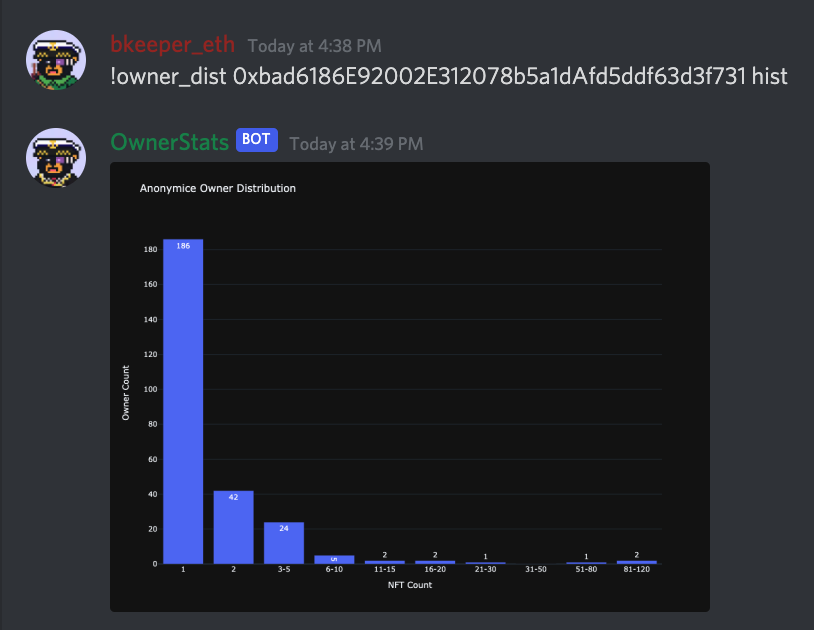 bkeeper_eth Today at 4:38 PM
!owner_dist 0xbad6186E92002E312078b5a1dAfd5ddf63d3f731 hist
OwnerStats BOT Today at 4:39 PM
Anonymice Owner Distribution
180
160
140
120
100
80
60
40
20
0
Owner Count
186
42
24
5
2
2
1
1
2
1 2 3-5 6-10 11-15 16-20 21-30 31-50 51-80 81-120
NFT Count